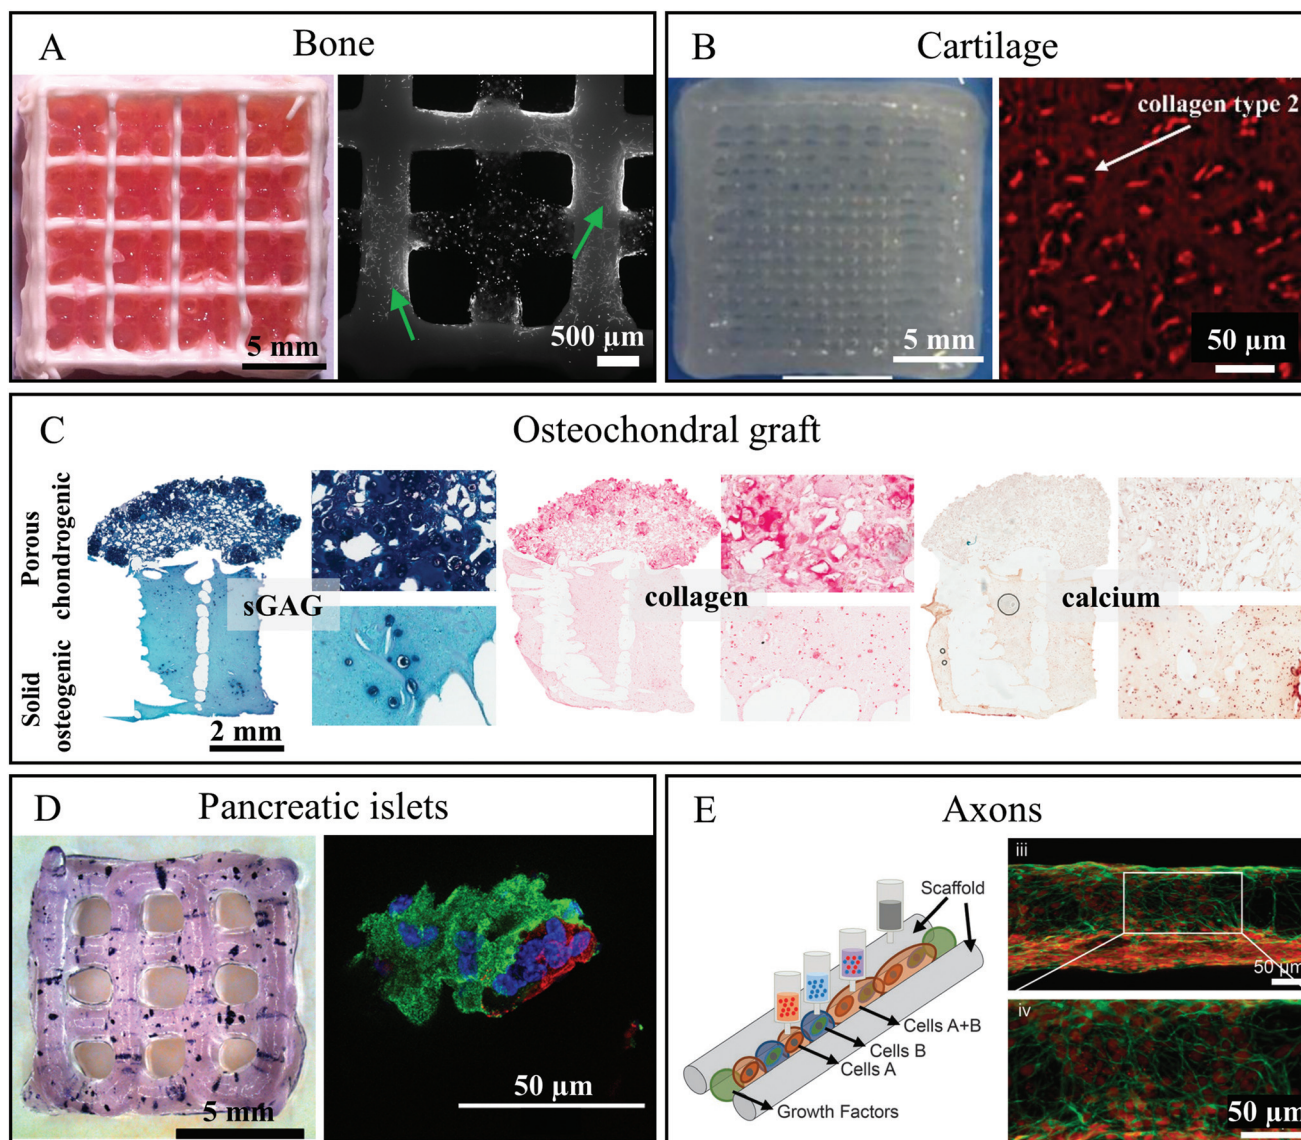 A
Bone
5 mm
500 µm
B
Cartilage
collagen type 2
5 mm
50 µm
C
Osteochondral graft
Porous
chondrogenic
Solid
osteogenic
sGAG
collagen
calcium
2 mm
D
Pancreatic islets
5 mm
50 µm
E
Axons
Scaffold
Cells A+B
Cells B
Cells A
Growth Factors
iii
50 µm
iv
50 µm